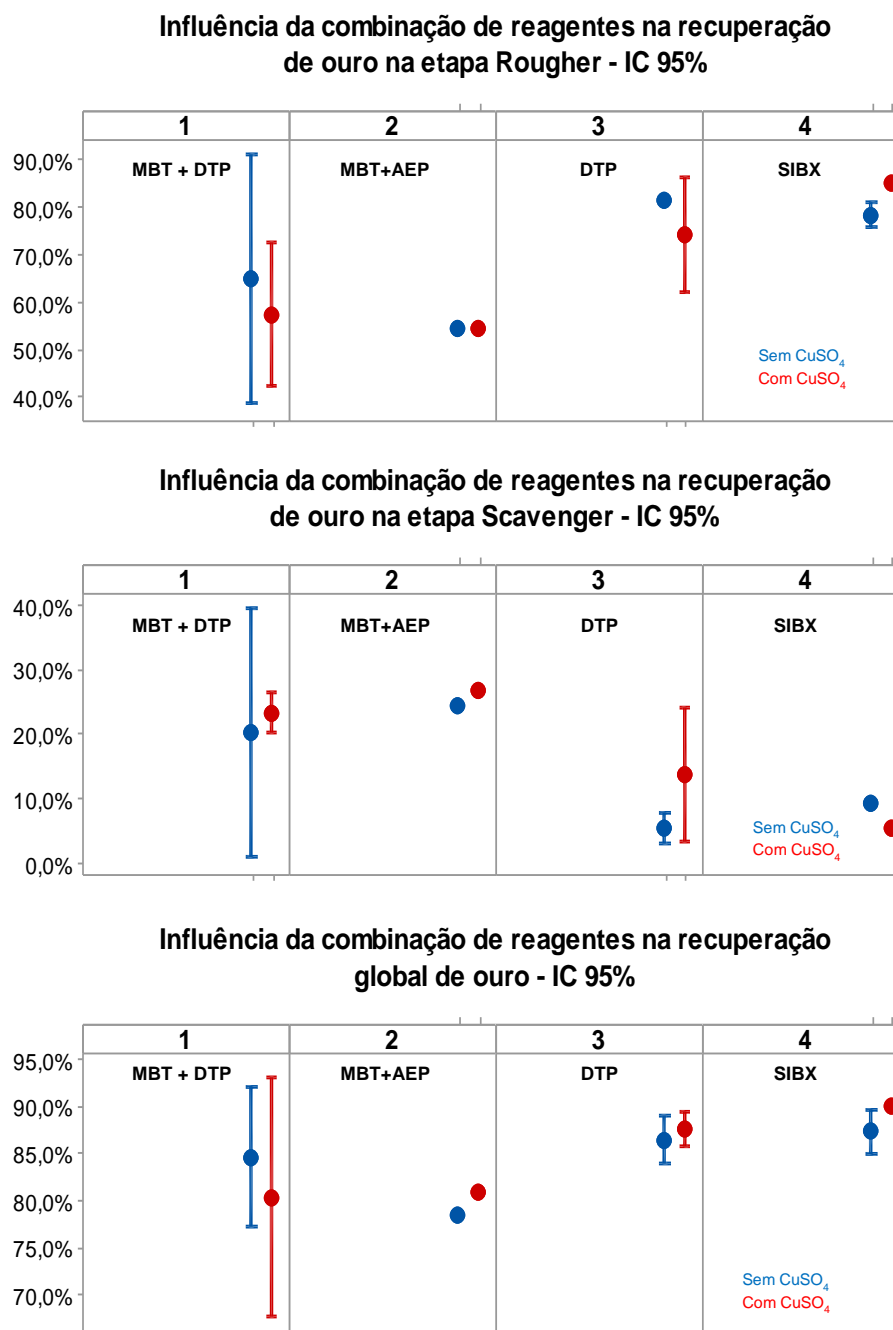 Influência da combinação de reagentes na recuperação
de ouro na etapa Rougher - IC 95%
1 2 3 4
MBT + DTP MBT+AEP DTP SIBX
90,0%
80,0%
70,0%
60,0%
50,0%
40,0%
Sem CuSO₄
Com CuSO₄
Influência da combinação de reagentes na recuperação
de ouro na etapa Scavenger - IC 95%
1 2 3 4
MBT + DTP MBT+AEP DTP SIBX
40,0%
30,0%
20,0%
10,0%
0,0%
Sem CuSO₄
Com CuSO₄
Influência da combinação de reagentes na recuperação
global de ouro - IC 95%
1 2 3 4
MBT + DTP MBT+AEP DTP SIBX
95,0%
90,0%
85,0%
80,0%
75,0%
70,0%
Sem CuSO₄
Com CuSO₄